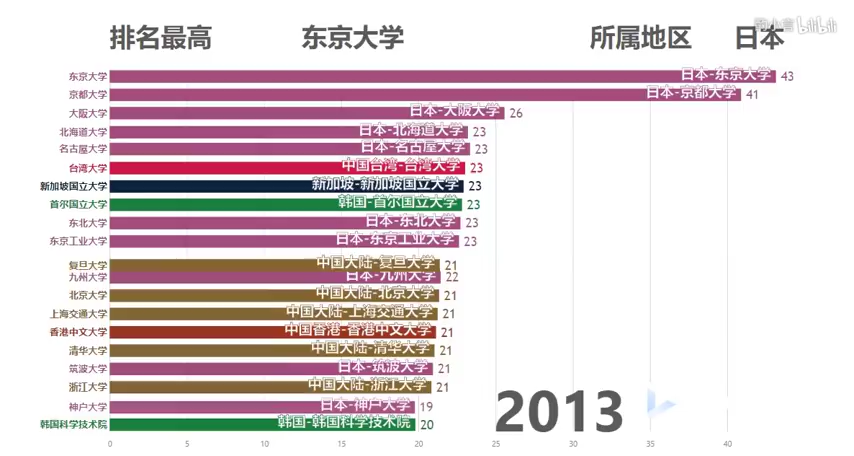 排名最高 东京大学 所属地区 日本
bilibili
东京大学 日本-东京大学 43
京都大学 日本-京都大学 41
大阪大学 日本-大阪大学 26
北海道大学 日本-北海道大学 23
名古屋大学 日本-名古屋大学 23
台湾大学 中国台湾-台湾大学 23
新加坡国立大学 新加坡-新加坡国立大学 23
首尔国立大学 韩国-首尔国立大学 23
东北大学 日本-东北大学 23
东京工业大学 日本-东京工业大学 23
复旦大学 中国大陆-复旦大学 21
九州大学 日本-九州大学 22
北京大学 中国大陆-北京大学 21
上海交通大学 中国大陆-上海交通大学 21
香港中文大学 中国香港-香港中文大学 21
清华大学 中国大陆-清华大学 21
筑波大学 日本-筑波大学 21
浙江大学 中国大陆-浙江大学 21
神户大学 日本-神户大学 19
韩国科学技术院 韩国-韩国科学技术院 20
2013
0 5 10 15 20 25 30 35 40